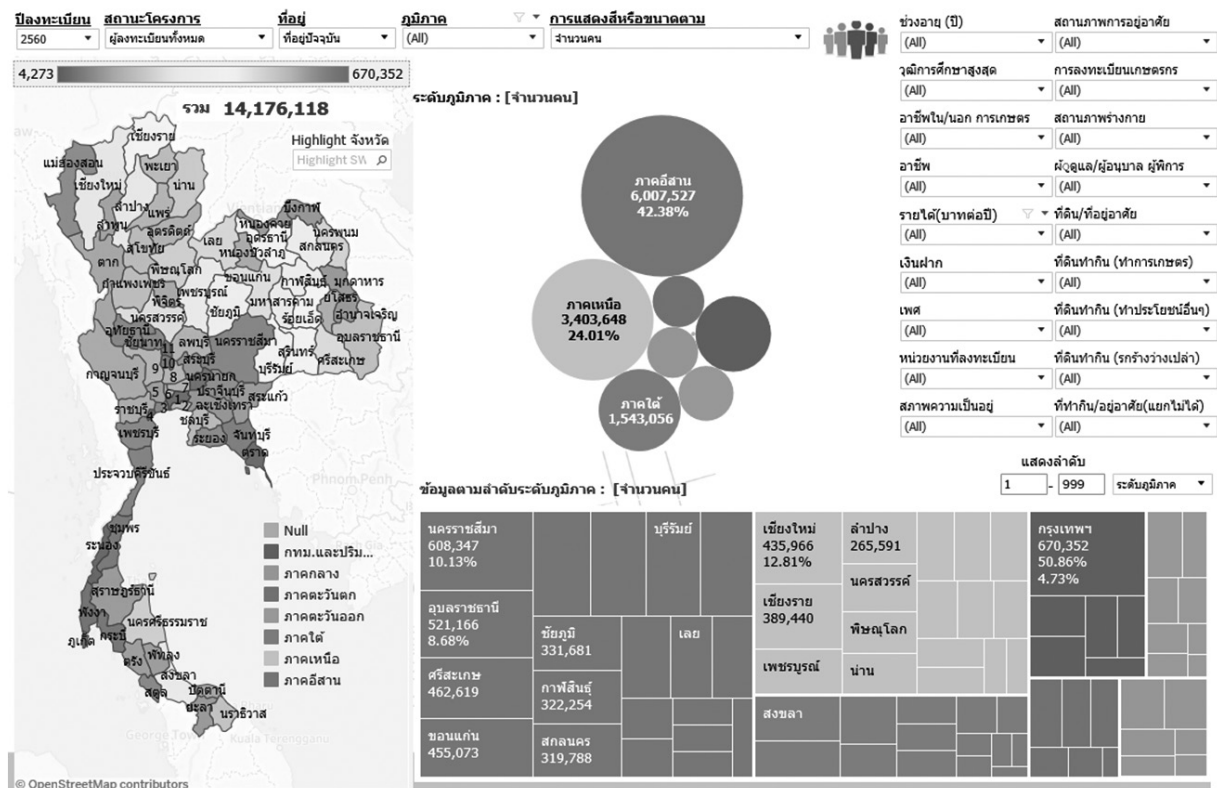 ปีลงทะเบียน สถานะโครงการ ที่อยู่ ภูมิภาค การแสดงสีหรือขนาดตาม
2560 ผู้ลงทะเบียนทั้งหมด ที่อยู่ปัจจุบัน (All) จำนวนคน
4,273 670,352
รวม 14,176,118
Highlight จังหวัด
Highlight SW
เชียงราย
แม่ฮ่องสอน
พะเยา
เชียงใหม่
น่าน
ลำปาง
แพร่
ลำพูน
อุตรดิตถ์
สุโขทัย
ตาก
พิษณุโลก
กำแพงเพชร
เพชรบูรณ์
พิจิตร
นครสวรรค์
อุทัยธานี
ชัยนาท
ลพบุรี
บึงกาฬ
หนองคาย
เลย
อุดรธานี
นครพนม
สกลนคร
หนองบัวลำภู
ขอนแก่น
กาฬสินธุ์
มุกดาหาร
มหาสารคาม
ยโสธร
ชัยภูมิ
ร้อยเอ็ด
อำนาจเจริญ
อุบลราชธานี
นครราชสีมา
สุรินทร์
บุรีรัมย์
ศรีสะเกษ
11
10
สระบุรี
กาญจนบุรี
9
8
นครนายก
7
ปราจีนบุรี
สระแก้ว
5
6
1
2
ฉะเชิงเทรา
ราชบุรี
4
3
ชลบุรี
เพชรบุรี
ระยอง
จันทบุรี
ตราด
ประจวบคีรีขันธ์
Phnom Penh
ชุมพร
ระนอง
สุราษฎร์ธานี
พังงา
นครศรีธรรมราช
ภูเก็ต
กระบี่
ตรัง
พัทลุง
สงขลา
สตูล
ปัตตานี
ยะลา
นราธิวาส
George Town
Kuala Terengganu
Null
กทม.และปริม...
ภาคกลาง
ภาคตะวันตก
ภาคตะวันออก
ภาคใต้
ภาคเหนือ
ภาคอีสาน
© OpenStreetMap contributors
ระดับภูมิภาค : [จำนวนคน]
ภาคอีสาน
6,007,527
42.38%
ภาคเหนือ
3,403,648
24.01%
ภาคใต้
1,543,056
ช่วงอายุ (ปี) สถานภาพการอยู่อาศัย
(All) (All)
วุฒิการศึกษาสูงสุด การลงทะเบียนเกษตรกร
(All) (All)
อาชีพใน/นอก การเกษตร สถานภาพร่างกาย
(All) (All)
อาชีพ ผู้ดูแล/ผู้อนุบาล ผู้พิการ
(All) (All)
รายได้(บาทต่อปี) ที่ดิน/ที่อยู่อาศัย
(All) (All)
เงินฝาก ที่ดินทำกิน (ทำการเกษตร)
(All) (All)
เพศ ที่ดินทำกิน (ทำประโยชน์อื่นๆ)
(All) (All)
หน่วยงานที่ลงทะเบียน ที่ดินทำกิน (รกร้างว่างเปล่า)
(All) (All)
สภาพความเป็นอยู่ ที่ทำกิน/อยู่อาศัย(แยกไม่ได้)
(All) (All)
แสดงลำดับ
1 - 999 ระดับภูมิภาค
ข้อมูลตามลำดับระดับภูมิภาค : [จำนวนคน]
นครราชสีมา
608,347
10.13%
อุบลราชธานี
521,166
8.68%
ศรีสะเกษ
462,619
ขอนแก่น
455,073
บุรีรัมย์
ชัยภูมิ
331,681
เลย
กาฬสินธุ์
322,254
สกลนคร
319,788
เชียงใหม่
435,966
12.81%
เชียงราย
389,440
เพชรบูรณ์
ลำปาง
265,591
นครสวรรค์
พิษณุโลก
น่าน
สงขลา
กรุงเทพฯ
670,352
50.86%
4.73%